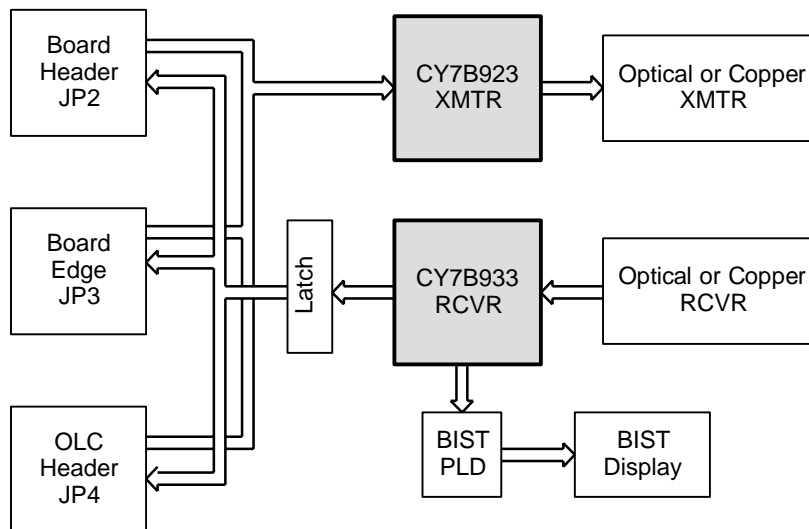 Board
Header
JP2
CY7B923
XMTR
Optical or Copper
XMTR
Board
Edge
JP3
Latch
CY7B933
RCVR
Optical or Copper
RCVR
OLC
Header
JP4
BIST
PLD
BIST
Display